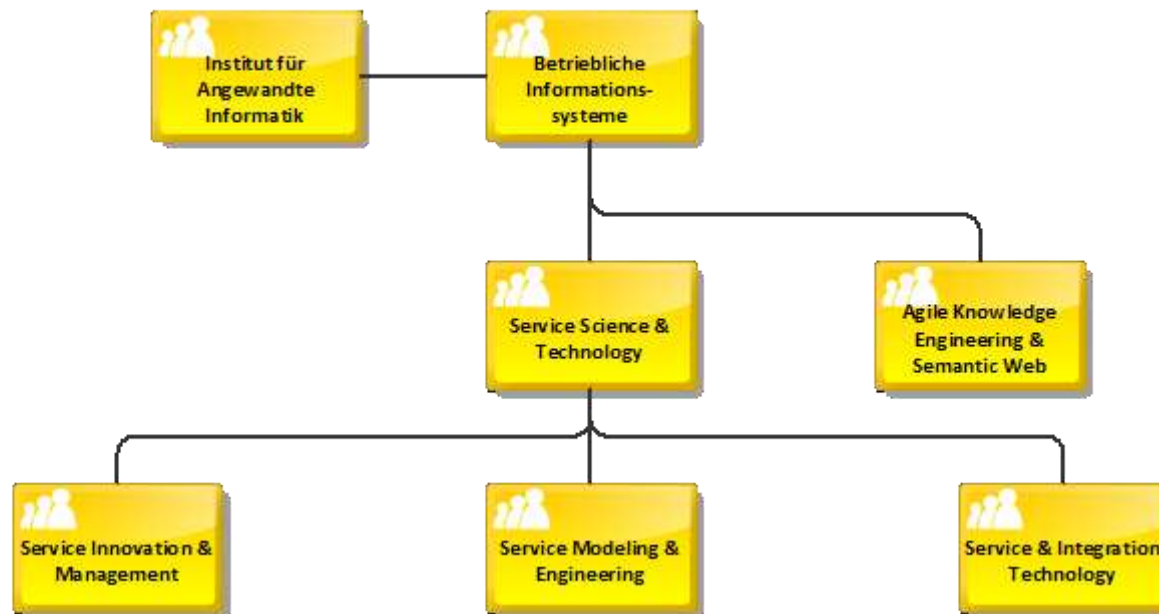 Institut für
Angewandte
Informatik
Betriebliche
Informations-
systeme
Service Science &
Technology
Agile Knowledge
Engineering &
Semantic Web
Service Innovation &
Management
Service Modeling &
Engineering
Service & Integration
Technology